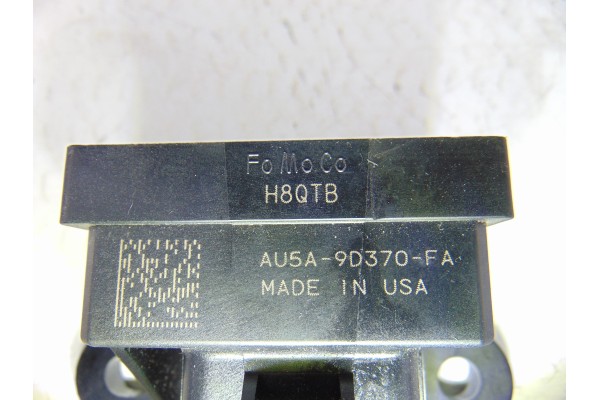 FoMoCo
H8QTB
AU5A-9D370-FA
MADE IN USA